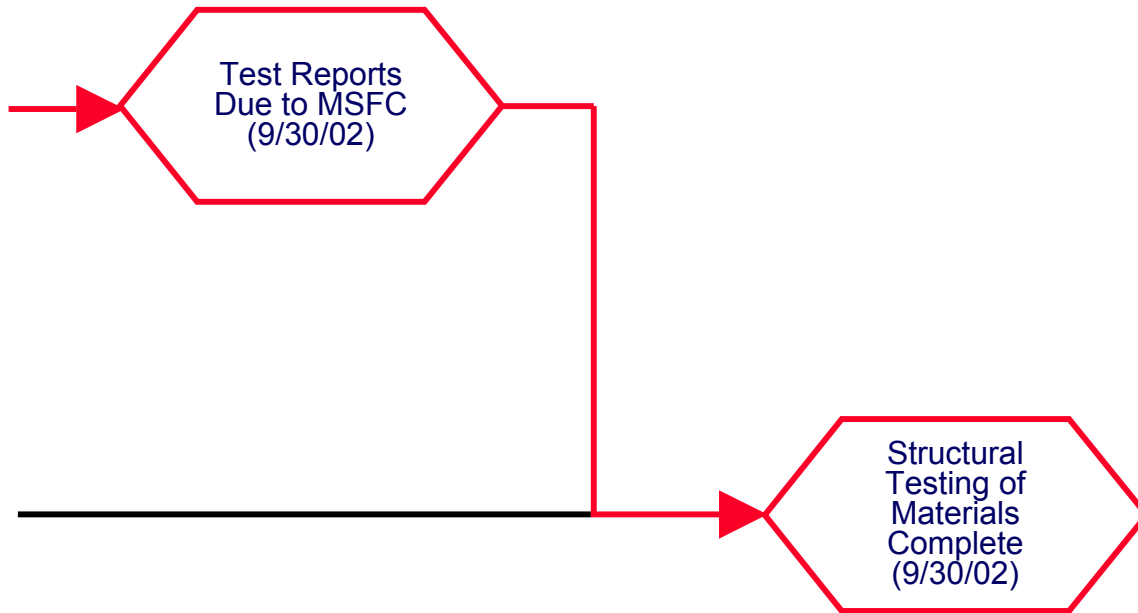 Test Reports
Due to MSFC
(9/30/02)
Structural
Testing of
Materials
Complete
(9/30/02)